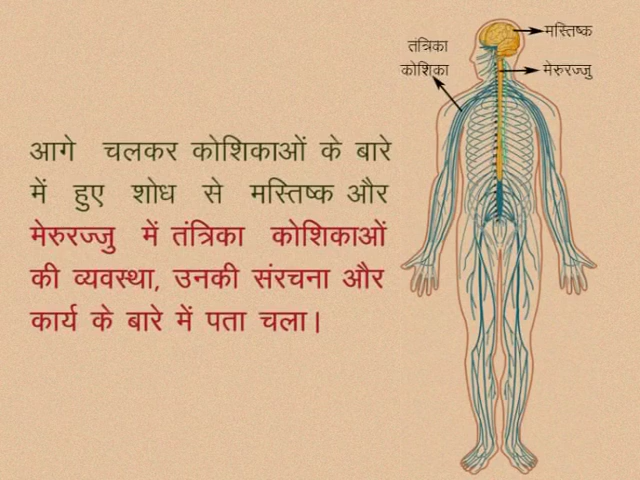 आगे चलकर कोशिकाओं के बारे
में हुए शोध से मस्तिष्क और
मेरुरज्जु में तंत्रिका कोशिकाओं
की व्यवस्था, उनकी संरचना और
कार्य के बारे में पता चला।
मस्तिष्क
तंत्रिका
कोशिका
मेरुरज्जु